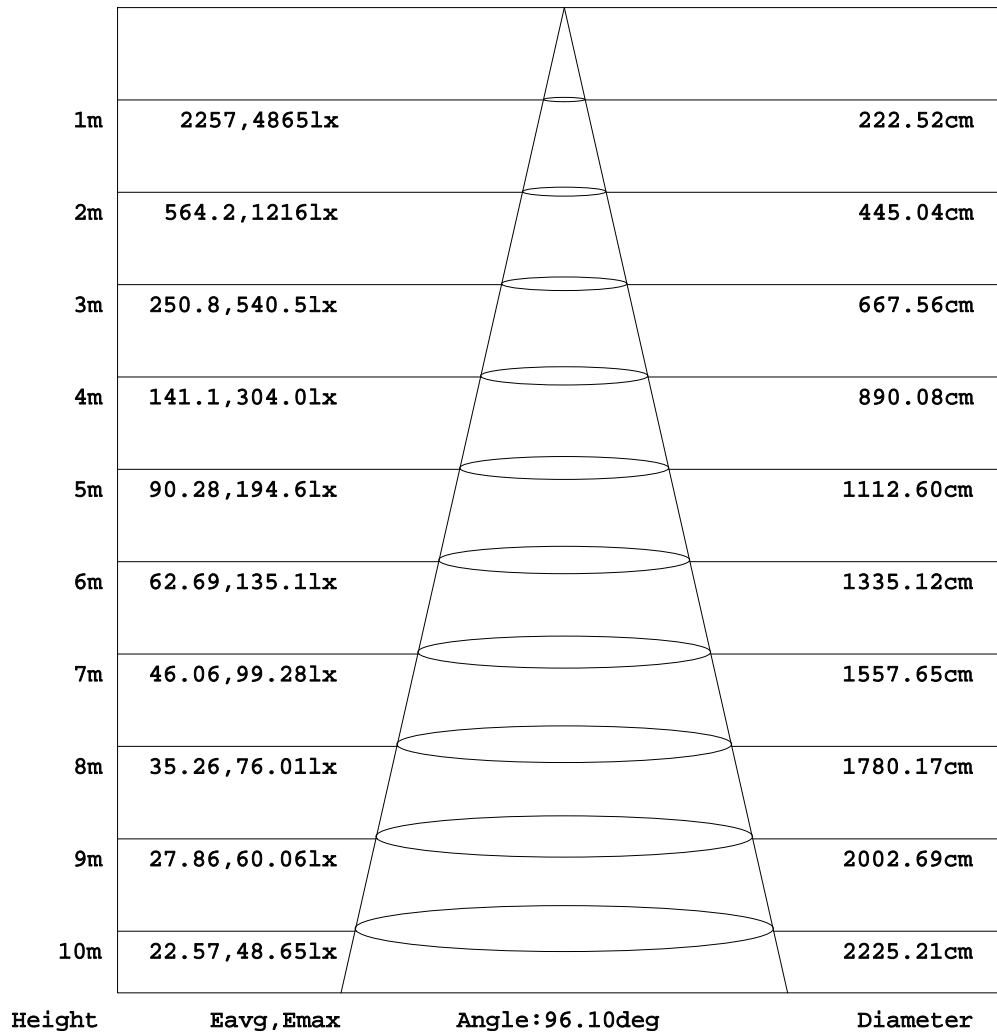 1m 2257,4865lx 222.52cm
2m 564.2,1216lx 445.04cm
3m 250.8,540.5lx 667.56cm
4m 141.1,304.0lx 890.08cm
5m 90.28,194.6lx 1112.60cm
6m 62.69,135.1lx 1335.12cm
7m 46.06,99.28lx 1557.65cm
8m 35.26,76.01lx 1780.17cm
9m 27.86,60.06lx 2002.69cm
10m 22.57,48.65lx 2225.21cm
Height Eavg,Emax Angle:96.10deg Diameter